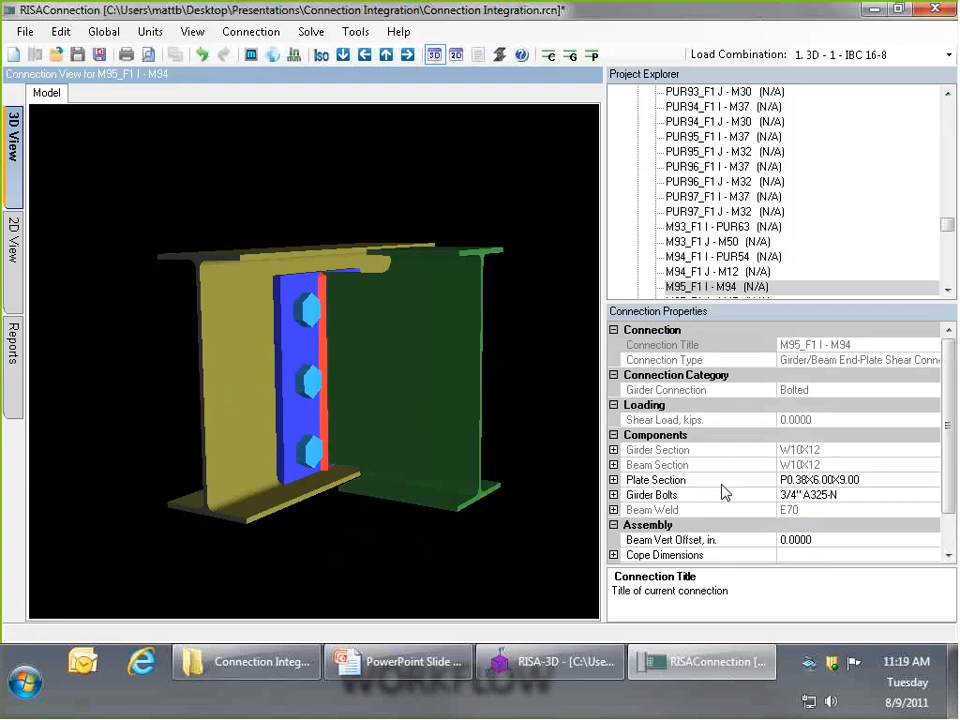 RISAConnection [C:\Users\mattb\Desktop\Presentations\Connection Integration\Connection Integration.rcn]*
File Edit Global Units View Connection Solve Tools Help
Iso 3D 2D C G P Load Combination: 1. 3D - 1 - IBC 16-8
Connection View for M95_F1 I - M94
Model
3D View
2D View
Reports
Project Explorer
PUR93_F1 J - M30 (N/A)
PUR94_F1 I - M37 (N/A)
PUR94_F1 J - M30 (N/A)
PUR95_F1 I - M37 (N/A)
PUR95_F1 J - M32 (N/A)
PUR96_F1 I - M37 (N/A)
PUR96_F1 J - M32 (N/A)
PUR97_F1 I - M37 (N/A)
PUR97_F1 J - M32 (N/A)
M93_F1 I - PUR63 (N/A)
M93_F1 J - M50 (N/A)
M94_F1 I - PUR54 (N/A)
M94_F1 J - M12 (N/A)
M95_F1 I - M94 (N/A)
Connection Properties
Connection
Connection Title M95_F1 I - M94
Connection Type Girder/Beam End-Plate Shear Conn
Connection Category
Girder Connection Bolted
Loading
Shear Load, kips. 0.0000
Components
Girder Section W10X12
Beam Section W10X12
Plate Section P0.38X6.00X9.00
Girder Bolts 3/4" A325-N
Beam Weld E70
Assembly
Beam Vert Offset, in. 0.0000
Cope Dimensions
Connection Title
Title of current connection
Connection Integ...
PowerPoint Slide ...
RISA-3D - [C:\Use...
RISAConnection [...
11:19 AM
Tuesday
8/9/2011
WORKFLOW